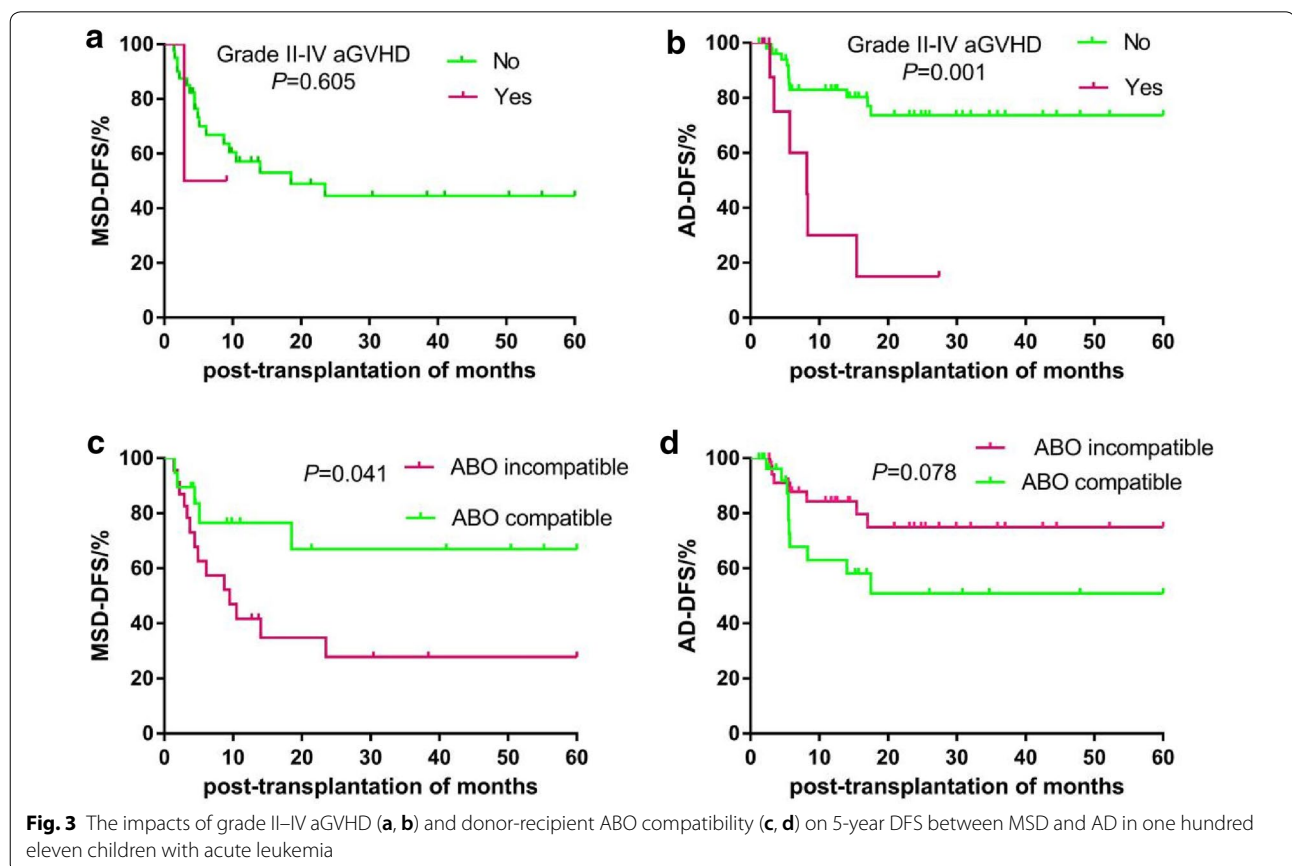 a
Grade II-IV aGVHD
P=0.605
No
Yes
MSD-DFS/%
100
80
60
40
20
0
0 10 20 30 40 50 60
post-transplantation of months
b
Grade II-IV aGVHD
P=0.001
No
Yes
AD-DFS/%
100
80
60
40
20
0
0 10 20 30 40 50 60
post-transplantation of months
c
P=0.041
ABO incompatible
ABO compatible
MSD-DFS/%
100
80
60
40
20
0
0 10 20 30 40 50 60
post-transplantation of months
d
P=0.078
ABO incompatible
ABO compatible
AD-DFS/%
100
80
60
40
20
0
0 10 20 30 40 50 60
post-transplantation of months
Fig. 3 The impacts of grade II–IV aGVHD (a, b) and donor-recipient ABO compatibility (c, d) on 5-year DFS between MSD and AD in one hundred
eleven children with acute leukemia